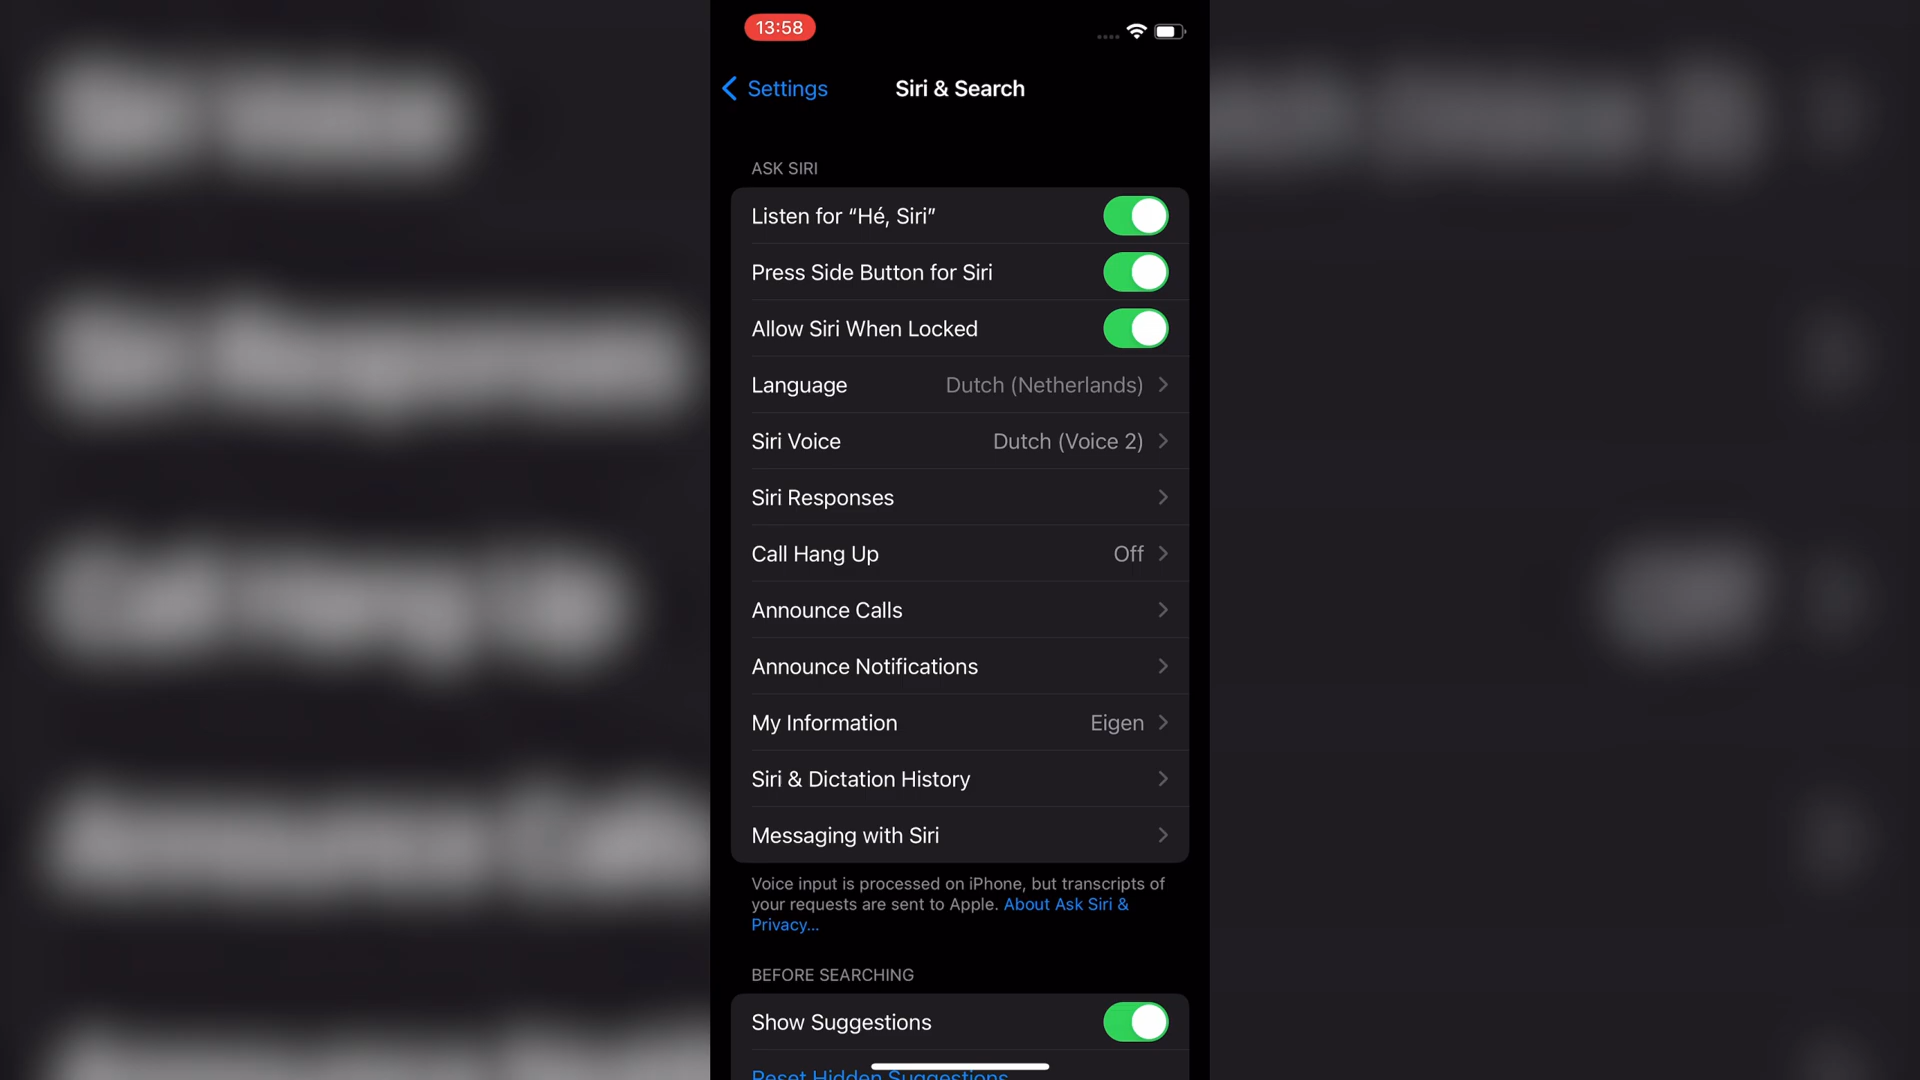 13:58
Settings
Siri & Search
ASK SIRI
Listen for “Hé, Siri”
Press Side Button for Siri
Allow Siri When Locked
Language Dutch (Netherlands)
Siri Voice Dutch (Voice 2)
Siri Responses
Call Hang Up Off
Announce Calls
Announce Notifications
My Information Eigen
Siri & Dictation History
Messaging with Siri
Voice input is processed on iPhone, but transcripts of
your requests are sent to Apple. About Ask Siri &
Privacy...
BEFORE SEARCHING
Show Suggestions
Reset Hidden Suggestions